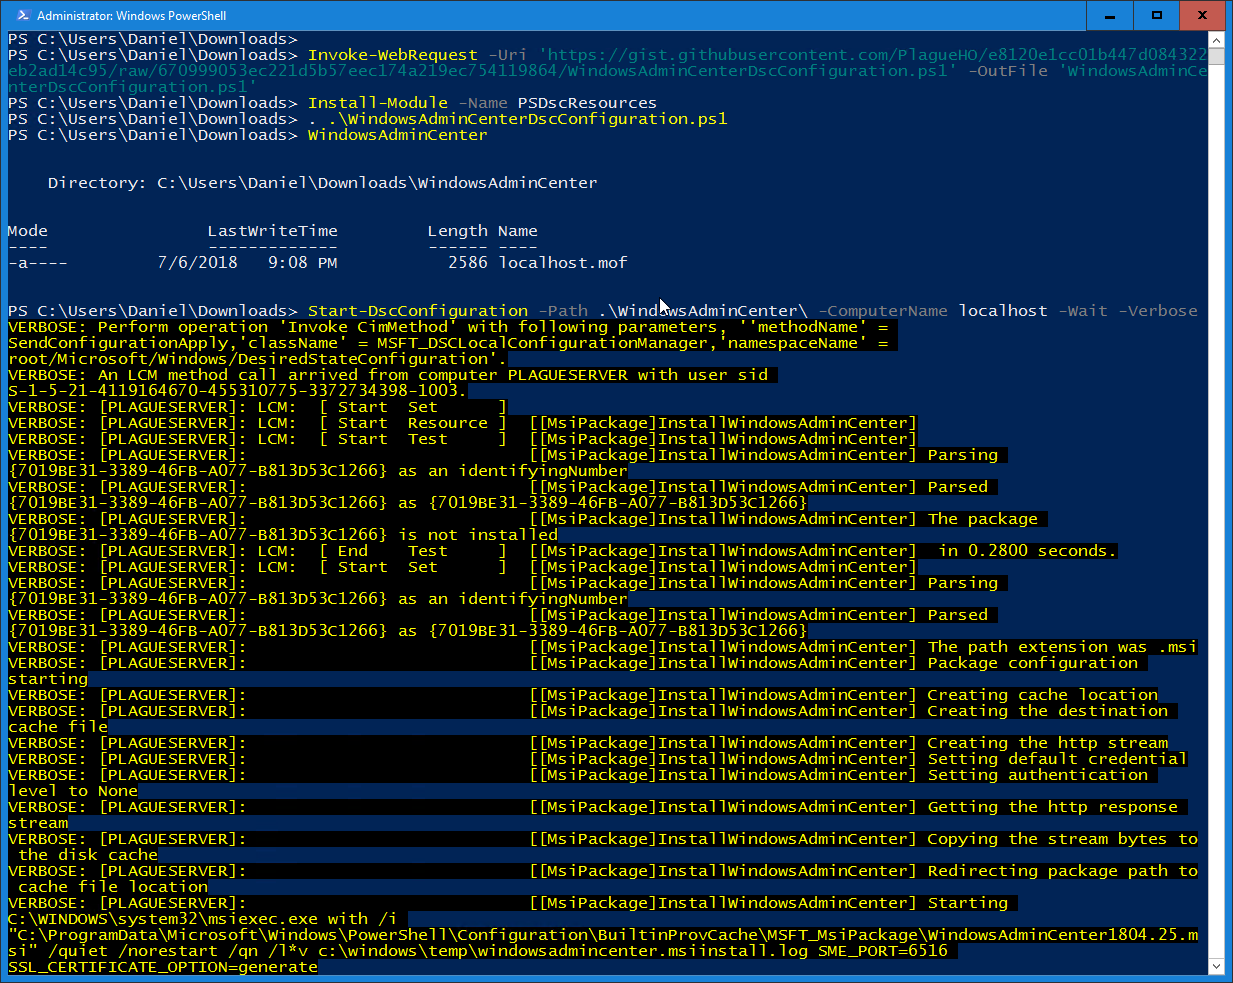 Administrator: Windows PowerShell
PS C:\Users\Daniel\Downloads>
PS C:\Users\Daniel\Downloads> Invoke-WebRequest -Uri 'https://gist.githubusercontent.com/PlagueHO/e8120e1cc01b447d084322
eb2ad14c95/raw/670999053ec221d5b57eec174a219ec754119864/WindowsAdminCenterDscConfiguration.ps1' -OutFile 'WindowsAdminCe
nterDscConfiguration.ps1'
PS C:\Users\Daniel\Downloads> Install-Module -Name PSDscResources
PS C:\Users\Daniel\Downloads> . .\WindowsAdminCenterDscConfiguration.ps1
PS C:\Users\Daniel\Downloads> WindowsAdminCenter
Directory: C:\Users\Daniel\Downloads\WindowsAdminCenter
Mode LastWriteTime Length Name
---- ------------- ------ ----
-a---- 7/6/2018 9:08 PM 2586 localhost.mof
PS C:\Users\Daniel\Downloads> Start-DscConfiguration -Path .\WindowsAdminCenter\ -ComputerName localhost -Wait -Verbose
VERBOSE: Perform operation 'Invoke CimMethod' with following parameters, ''methodName' =
SendConfigurationApply,'className' = MSFT_DSCLocalConfigurationManager,'namespaceName' =
root/Microsoft/Windows/DesiredStateConfiguration'.
VERBOSE: An LCM method call arrived from computer PLAGUESERVER with user sid
S-1-5-21-4119164670-455310775-3372734398-1003.
VERBOSE: [PLAGUESERVER]: LCM: [ Start Set ]
VERBOSE: [PLAGUESERVER]: LCM: [ Start Resource ] [[MsiPackage]InstallWindowsAdminCenter]
VERBOSE: [PLAGUESERVER]: LCM: [ Start Test ] [[MsiPackage]InstallWindowsAdminCenter]
VERBOSE: [PLAGUESERVER]: [[MsiPackage]InstallWindowsAdminCenter] Parsing
{7019BE31-3389-46FB-A077-B813D53C1266} as an identifyingNumber
VERBOSE: [PLAGUESERVER]: [[MsiPackage]InstallWindowsAdminCenter] Parsed
{7019BE31-3389-46FB-A077-B813D53C1266} as {7019BE31-3389-46FB-A077-B813D53C1266}
VERBOSE: [PLAGUESERVER]: [[MsiPackage]InstallWindowsAdminCenter] The package
{7019BE31-3389-46FB-A077-B813D53C1266} is not installed
VERBOSE: [PLAGUESERVER]: LCM: [ End Test ] [[MsiPackage]InstallWindowsAdminCenter] in 0.2800 seconds.
VERBOSE: [PLAGUESERVER]: LCM: [ Start Set ] [[MsiPackage]InstallWindowsAdminCenter]
VERBOSE: [PLAGUESERVER]: [[MsiPackage]InstallWindowsAdminCenter] Parsing
{7019BE31-3389-46FB-A077-B813D53C1266} as an identifyingNumber
VERBOSE: [PLAGUESERVER]: [[MsiPackage]InstallWindowsAdminCenter] Parsed
{7019BE31-3389-46FB-A077-B813D53C1266} as {7019BE31-3389-46FB-A077-B813D53C1266}
VERBOSE: [PLAGUESERVER]: [[MsiPackage]InstallWindowsAdminCenter] The path extension was .msi
VERBOSE: [PLAGUESERVER]: [[MsiPackage]InstallWindowsAdminCenter] Package configuration
starting
VERBOSE: [PLAGUESERVER]: [[MsiPackage]InstallWindowsAdminCenter] Creating cache location
VERBOSE: [PLAGUESERVER]: [[MsiPackage]InstallWindowsAdminCenter] Creating the destination
cache file
VERBOSE: [PLAGUESERVER]: [[MsiPackage]InstallWindowsAdminCenter] Creating the http stream
VERBOSE: [PLAGUESERVER]: [[MsiPackage]InstallWindowsAdminCenter] Setting default credential
VERBOSE: [PLAGUESERVER]: [[MsiPackage]InstallWindowsAdminCenter] Setting authentication
level to None
VERBOSE: [PLAGUESERVER]: [[MsiPackage]InstallWindowsAdminCenter] Getting the http response
stream
VERBOSE: [PLAGUESERVER]: [[MsiPackage]InstallWindowsAdminCenter] Copying the stream bytes to
the disk cache
VERBOSE: [PLAGUESERVER]: [[MsiPackage]InstallWindowsAdminCenter] Redirecting package path to
cache file location
VERBOSE: [PLAGUESERVER]: [[MsiPackage]InstallWindowsAdminCenter] Starting
C:\WINDOWS\system32\msiexec.exe with /i
"C:\ProgramData\Microsoft\Windows\PowerShell\Configuration\BuiltinProvCache\MSFT_MsiPackage\WindowsAdminCenter1804.25.m
si" /quiet /norestart /qn /l*v c:\windows\temp\windowsadmincenter.msiinstall.log SME_PORT=6516
SSL_CERTIFICATE_OPTION=generate